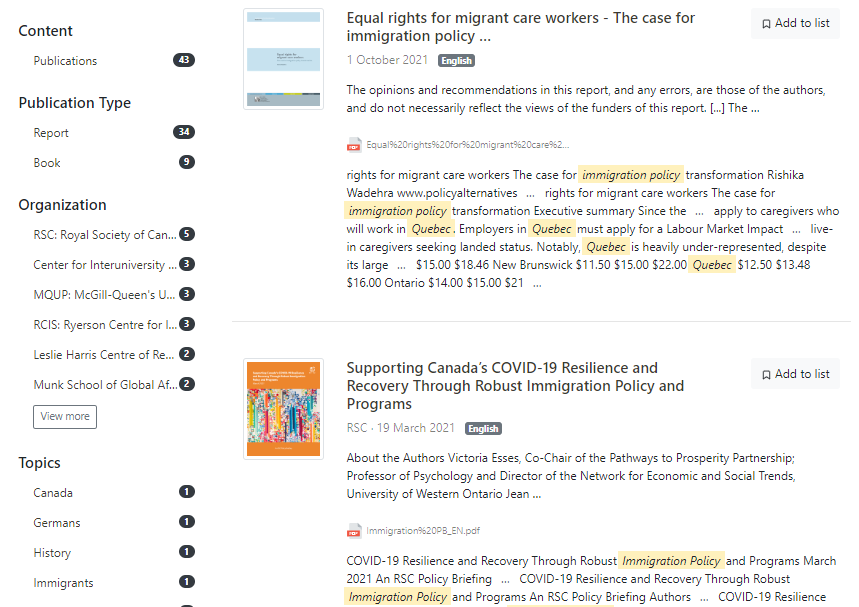 Content
Publications 43
Publication Type
Report 34
Book 9
Organization
RSC: Royal Society of Can... 5
Center for Interuniversity ... 3
MQUP: McGill-Queen's U... 3
RCIS: Ryerson Centre for I... 3
Leslie Harris Centre of Re... 2
Munk School of Global Af... 2
View more
Topics
Canada 1
Germans 1
History 1
Immigrants 1
Equal rights for migrant care workers - The case for
immigration policy ...
Add to list
1 October 2021 English
The opinions and recommendations in this report, and any errors, are those of the authors,
and do not necessarily reflect the views of the funders of this report. [...] The ...
PDF Equal%20rights%20for%20migrant%20care%2...
rights for migrant care workers The case for immigration policy transformation Rishika
Wadehra www.policyalternatives ... rights for migrant care workers The case for
immigration policy transformation Executive summary Since the ... apply to caregivers who
will work in Quebec. Employers in Quebec must apply for a Labour Market Impact ... live-
in caregivers seeking landed status. Notably, Quebec is heavily under-represented, despite
its large ... $15.00 $18.46 New Brunswick $11.50 $15.00 $22.00 Quebec $12.50 $13.48
$16.00 Ontario $14.00 $15.00 $21 ...
Supporting Canada's COVID-19 Resilience and
Recovery Through Robust Immigration Policy and
Programs
Add to list
RSC · 19 March 2021 English
About the Authors Victoria Esses, Co-Chair of the Pathways to Prosperity Partnership;
Professor of Psychology and Director of the Network for Economic and Social Trends,
University of Western Ontario Jean ...
PDF Immigration%20PB_EN.pdf
COVID-19 Resilience and Recovery Through Robust Immigration Policy and Programs March
2021 An RSC Policy Briefing ... COVID-19 Resilience and Recovery Through Robust
Immigration Policy and Programs An RSC Policy Briefing Authors ... COVID-19 Resilience